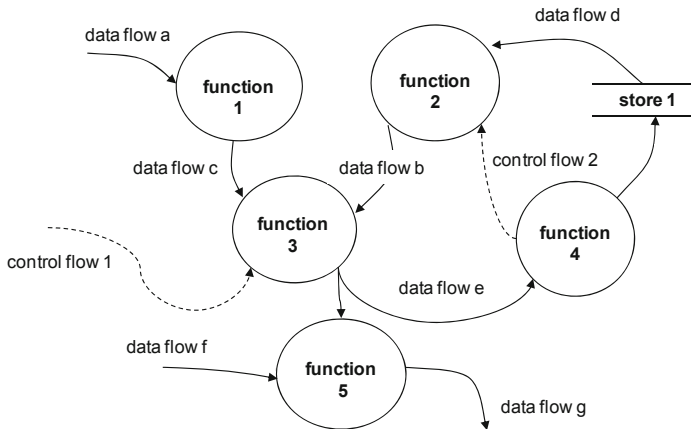 data flow d
data flow a
function
1
function
2
store 1
data flow c
data flow b
control flow 2
function
3
function
4
control flow 1
data flow e
data flow f
function
5
data flow g